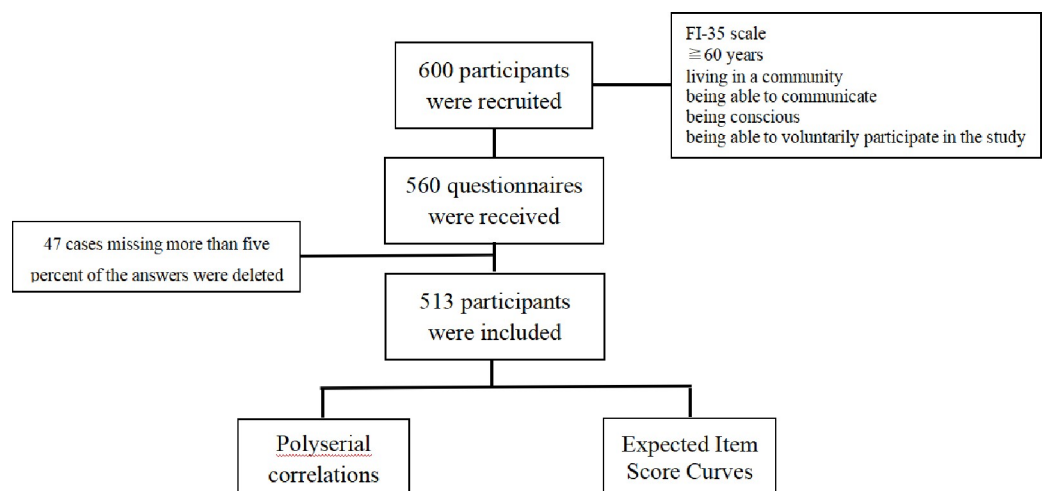 600 participants
were recruited
FI-35 scale
≧60 years
living in a community
being able to communicate
being conscious
being able to voluntarily participate in the study
560 questionnaires
were received
47 cases missing more than five
percent of the answers were deleted
513 participants
were included
Polyserial
correlations
Expected Item
Score Curves